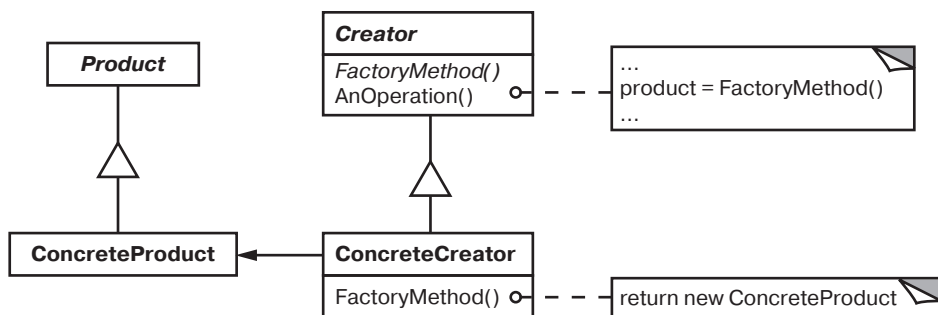 Product
Creator
FactoryMethod()
AnOperation()
...
product = FactoryMethod()
...
ConcreteProduct
ConcreteCreator
FactoryMethod()
return new ConcreteProduct